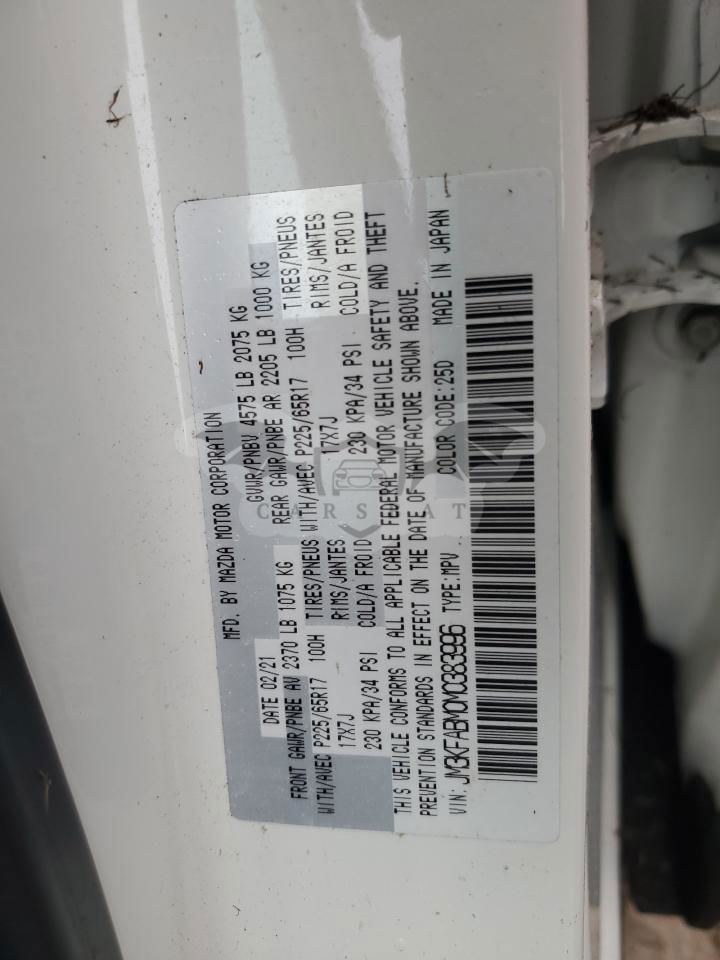 MFD. BY MAZDA MOTOR CORPORATION
DATE 02/21 GVWR/PNBV 4575 LB 2075 KG
FRONT GAWR/PNBE AV 2370 LB 1075 KG REAR GAWR/PNBE AR 2205 LB 1000 KG
WITH/AVEC P225/65R17 100H TIRES/PNEUS WITH/AVEC P225/65R17 100H TIRES/PNEUS
17X7J RIMS/JANTES 17X7J RIMS/JANTES
230 KPA/34 PSI COLD/A FROID 230 KPA/34 PSI COLD/A FROID
THIS VEHICLE CONFORMS TO ALL APPLICABLE FEDERAL MOTOR VEHICLE SAFETY AND THEFT
PREVENTION STANDARDS IN EFFECT ON THE DATE OF MANUFACTURE SHOWN ABOVE.
VIN: JM3KFABM0M0383996 TYPE:MPV COLOR CODE:25D MADE IN JAPAN